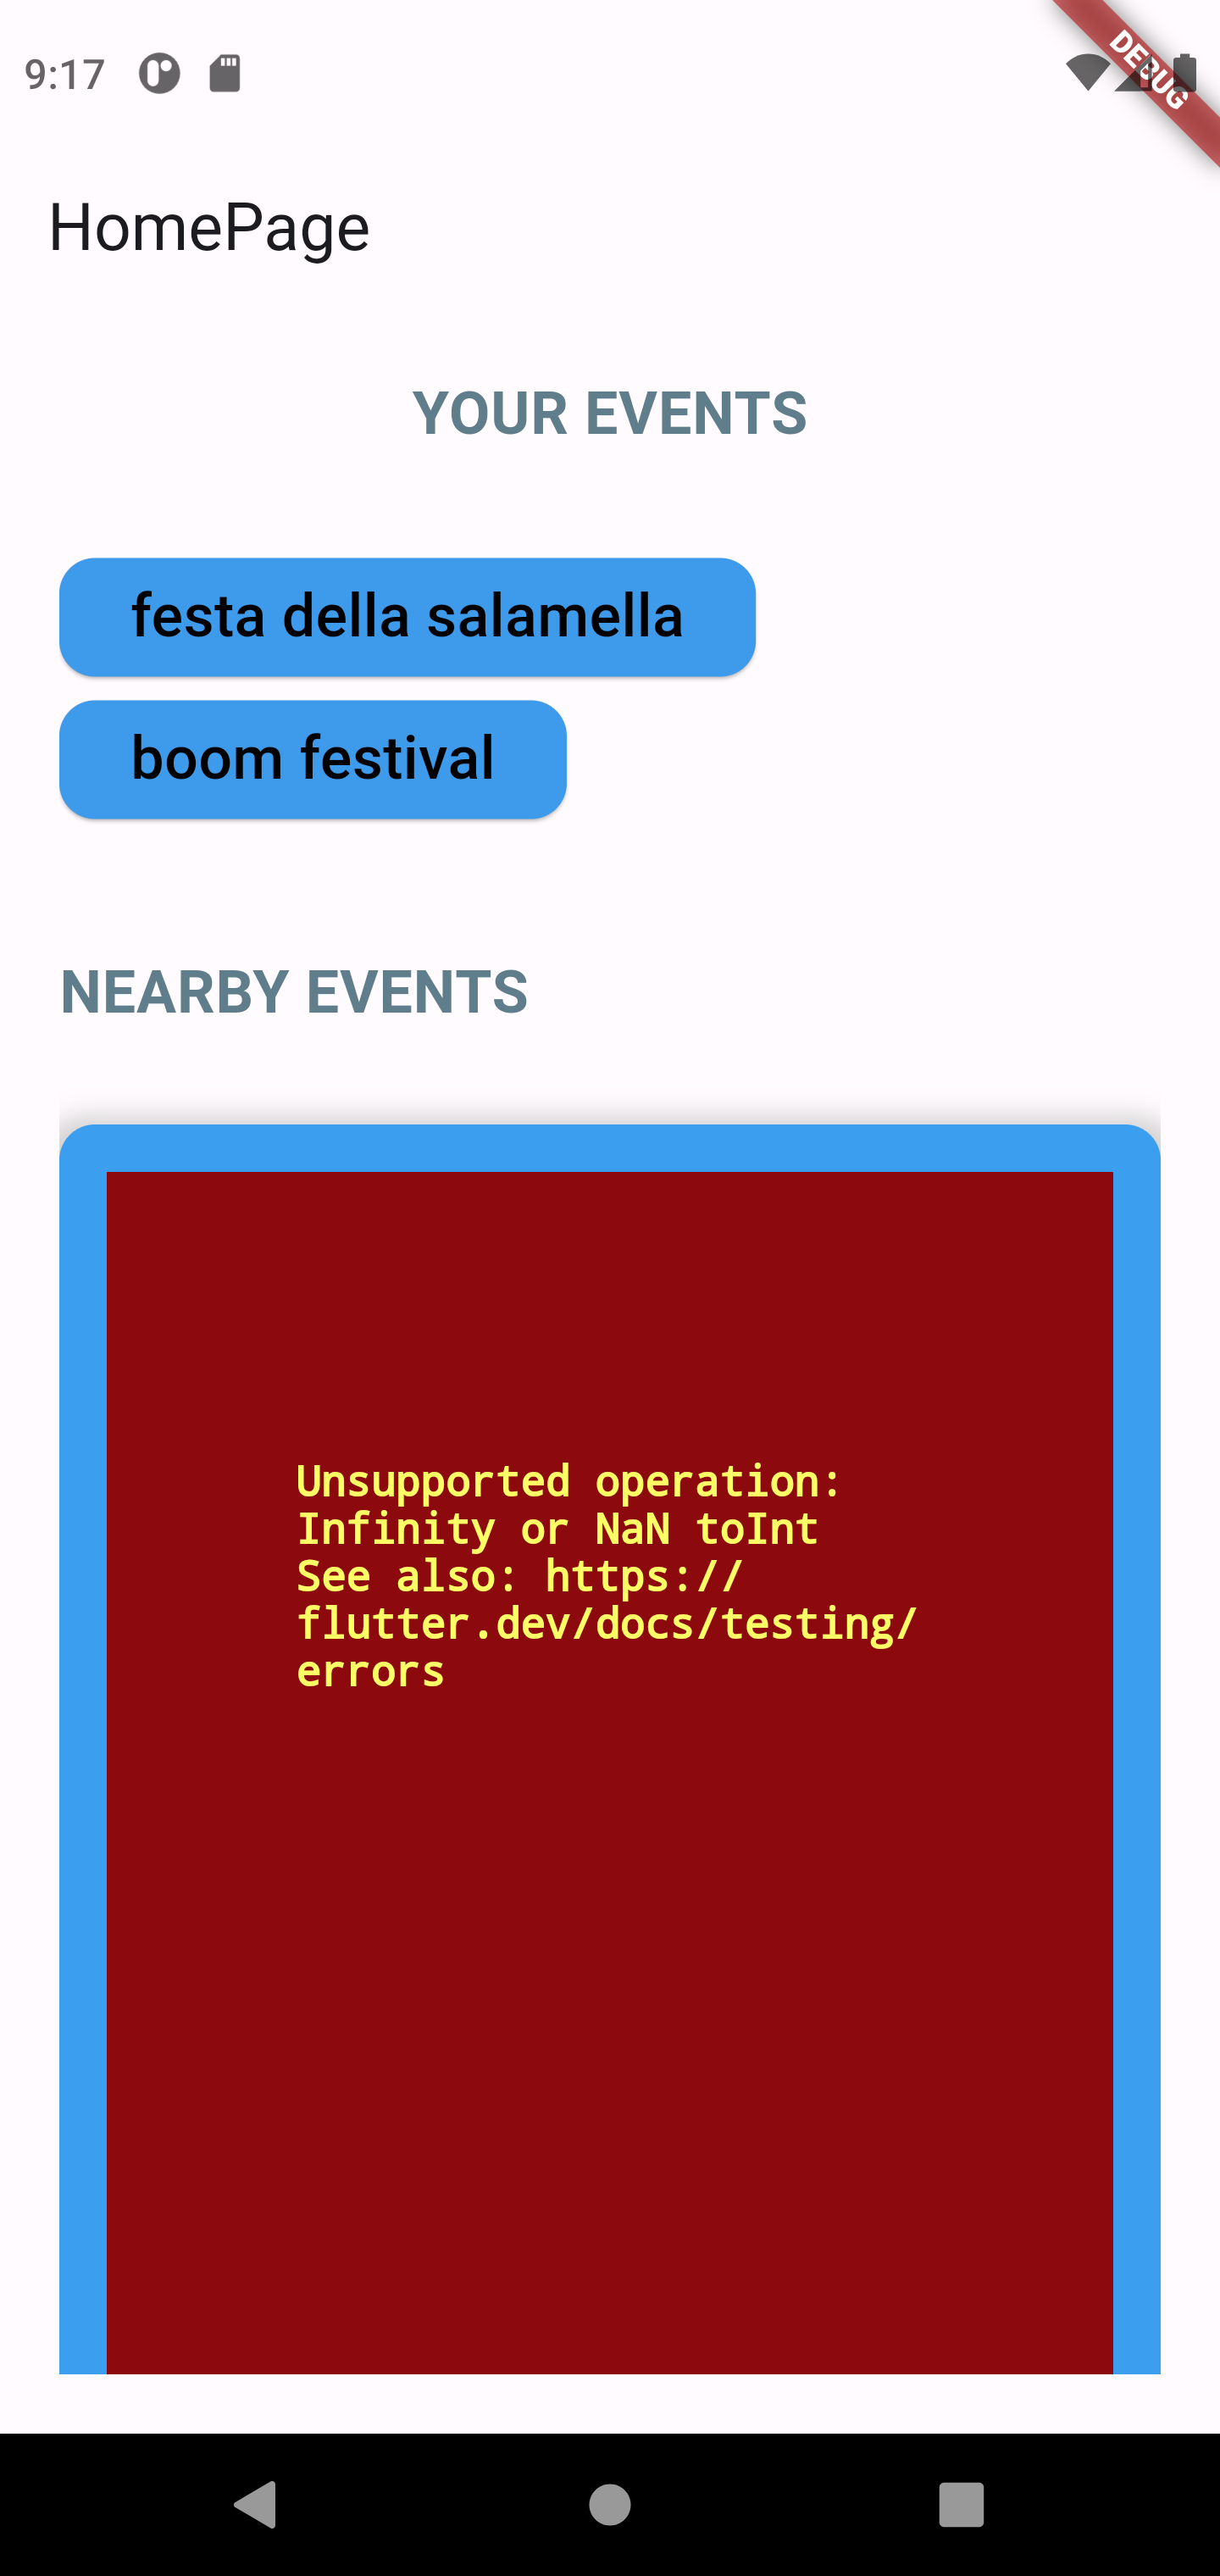 9:17
DEBUG
HomePage
YOUR EVENTS
festa della salamella
boom festival
NEARBY EVENTS
Unsupported operation:
Infinity or NaN toInt
See also: https://
flutter.dev/docs/testing/
errors